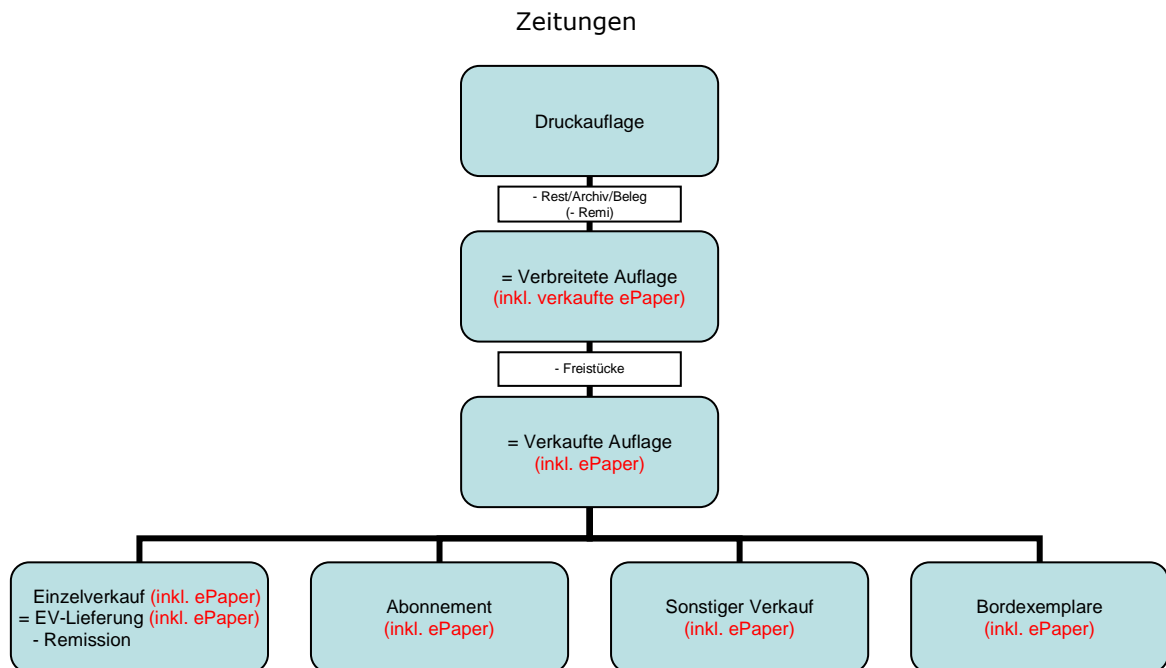 Zeitungen
Druckauflage
- Rest/Archiv/Beleg
(- Remi)
= Verbreitete Auflage
(inkl. verkaufte ePaper)
- Freistücke
= Verkaufte Auflage
(inkl. ePaper)
Einzelverkauf (inkl. ePaper)
= EV-Lieferung (inkl. ePaper)
- Remission
Abonnement
(inkl. ePaper)
Sonstiger Verkauf
(inkl. ePaper)
Bordexemplare
(inkl. ePaper)